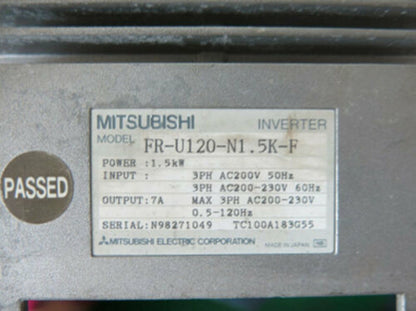 MITSUBISHI INVERTER
MODEL FR-U120-N1.5K-F
POWER :1.5kW
INPUT : 3PH AC200V 50Hz
3PH AC200-230V 60Hz
PASSED
OUTPUT:7A MAX 3PH AC200-230V
0.5-120Hz
SERIAL:N98271049 TC100A183G55
MITSUBISHI ELECTRIC CORPORATION MADE IN JAPAN